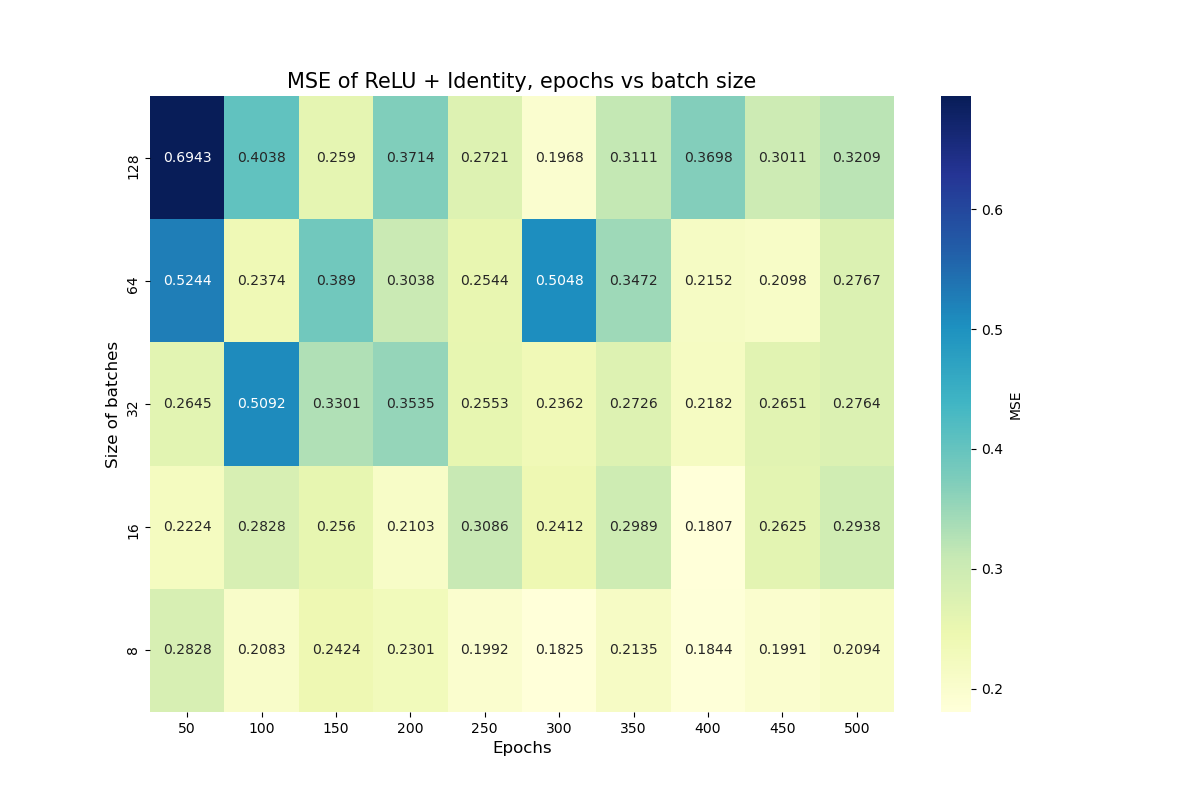 MSE of ReLU + Identity, epochs vs batch size
128
0.6943 0.4038 0.259 0.3714 0.2721 0.1968 0.3111 0.3698 0.3011 0.3209
64
0.5244 0.2374 0.389 0.3038 0.2544 0.5048 0.3472 0.2152 0.2098 0.2767
32
0.2645 0.5092 0.3301 0.3535 0.2553 0.2362 0.2726 0.2182 0.2651 0.2764
16
0.2224 0.2828 0.256 0.2103 0.3086 0.2412 0.2989 0.1807 0.2625 0.2938
8
0.2828 0.2083 0.2424 0.2301 0.1992 0.1825 0.2135 0.1844 0.1991 0.2094
Size of batches
50 100 150 200 250 300 350 400 450 500
Epochs
0.6
0.5
0.4
0.3
0.2
MSE